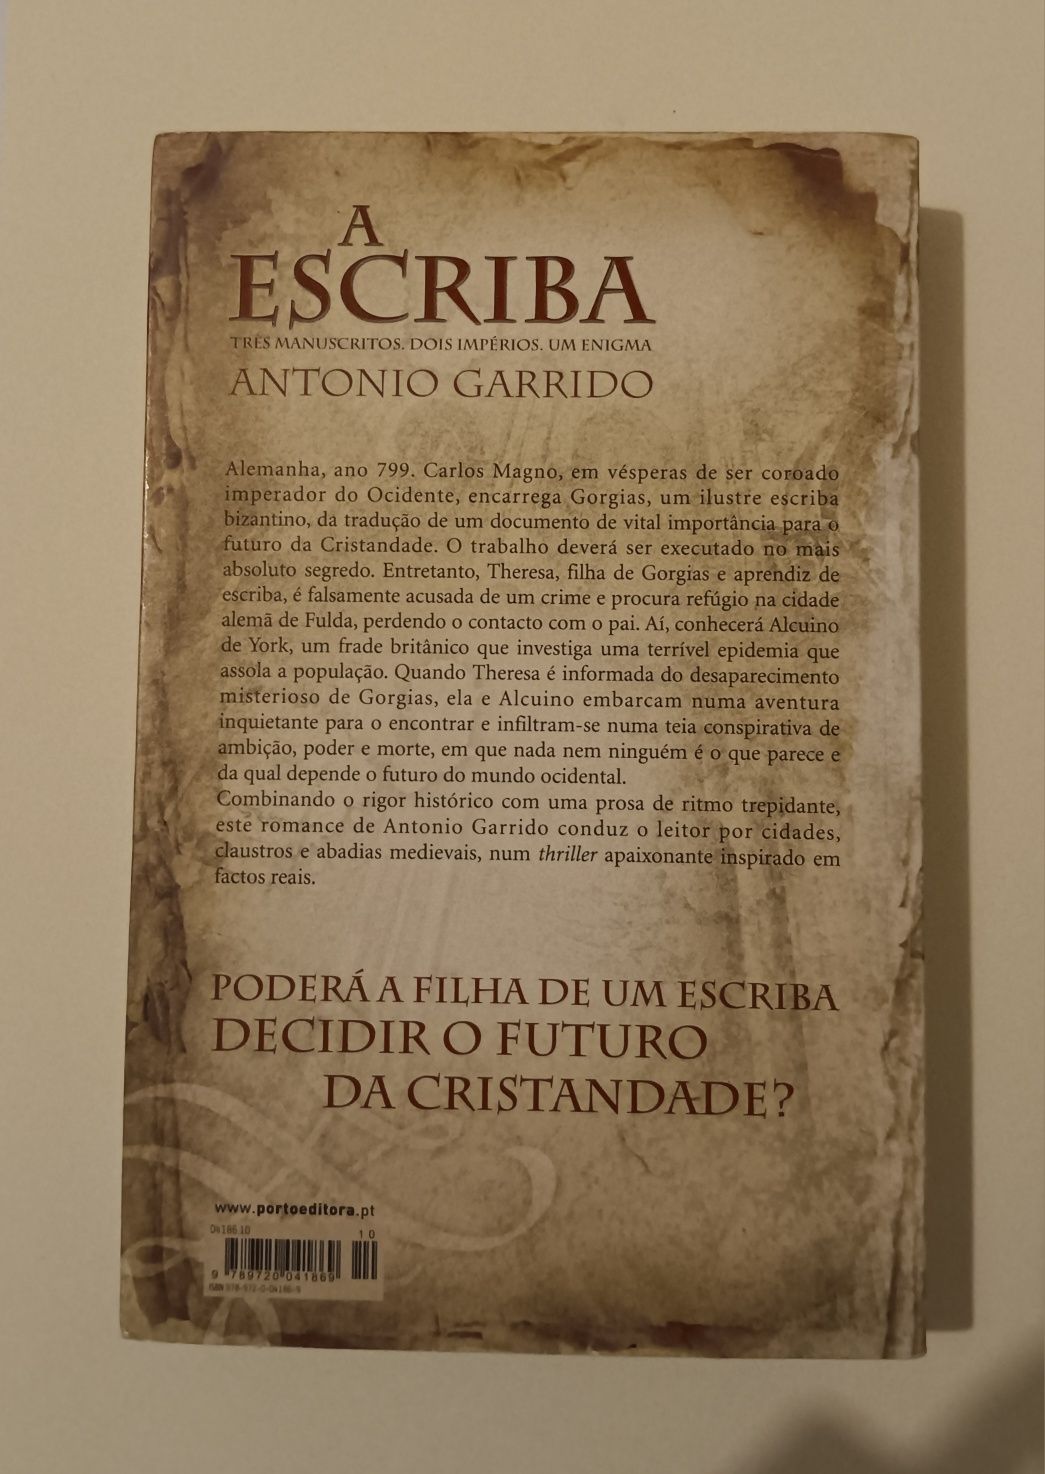 A
ESCRIBA
TRÊS MANUSCRITOS. DOIS IMPÉRIOS. UM ENIGMA
ANTONIO GARRIDO
Alemanha, ano 799. Carlos Magno, em vésperas de ser coroado
imperador do Ocidente, encarrega Gorgias, um ilustre escriba
bizantino, da tradução de um documento de vital importância para o
futuro da Cristandade. O trabalho deverá ser executado no mais
absoluto segredo. Entretanto, Theresa, filha de Gorgias e aprendiz de
escriba, é falsamente acusada de um crime e procura refúgio na cidade
alemã de Fulda, perdendo o contacto com o pai. Aí, conhecerá Alcuino
de York, um frade britânico que investiga uma terrível epidemia que
assola a população. Quando Theresa é informada do desaparecimento
misterioso de Gorgias, ela e Alcuino embarcam numa aventura
inquietante para o encontrar e infiltram-se numa teia conspirativa de
ambição, poder e morte, em que nada nem ninguém é o que parece e
da qual depende o futuro do mundo ocidental.
Combinando o rigor histórico com uma prosa de ritmo trepidante,
este romance de Antonio Garrido conduz o leitor por cidades,
claustros e abadias medievais, num thriller apaixonante inspirado em
factos reais.
PODERÁ A FILHA DE UM ESCRIBA
DECIDIR O FUTURO
DA CRISTANDADE?
www.portoeditora.pt
04186.10
10
9 789720 041869
ISBN 978-972-0-04186-9